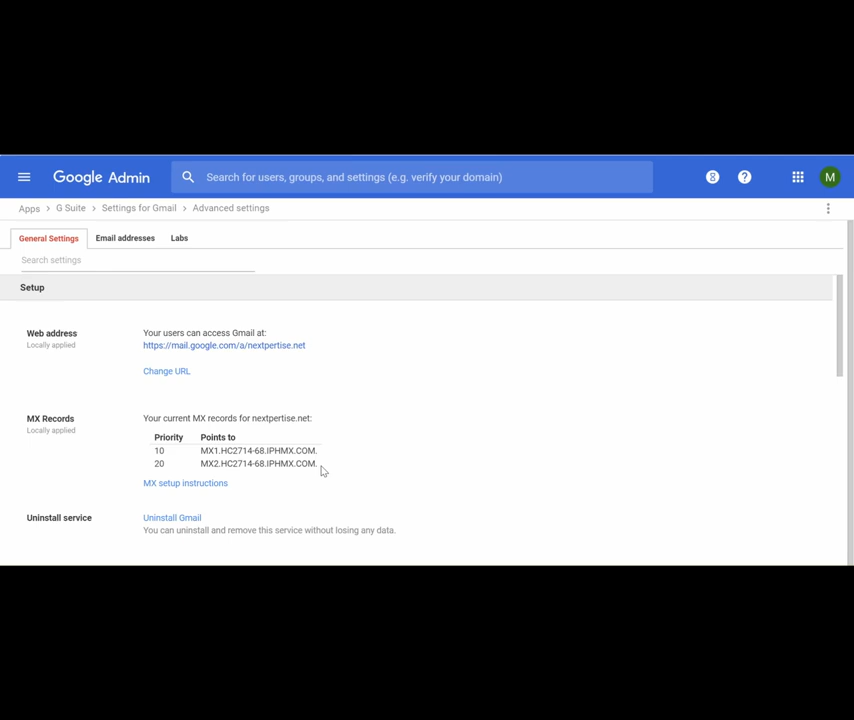 Google Admin
Search for users, groups, and settings (e.g. verify your domain)
M
Apps > G Suite > Settings for Gmail > Advanced settings
General Settings Email addresses Labs
Search settings
Setup
Web address
Locally applied
Your users can access Gmail at:
https://mail.google.com/a/nextpertise.net
Change URL
MX Records
Locally applied
Your current MX records for nextpertise.net:
Priority Points to
10 MX1.HC2714-68.IPHMX.COM.
20 MX2.HC2714-68.IPHMX.COM.
MX setup instructions
Uninstall service
Uninstall Gmail
You can uninstall and remove this service without losing any data.